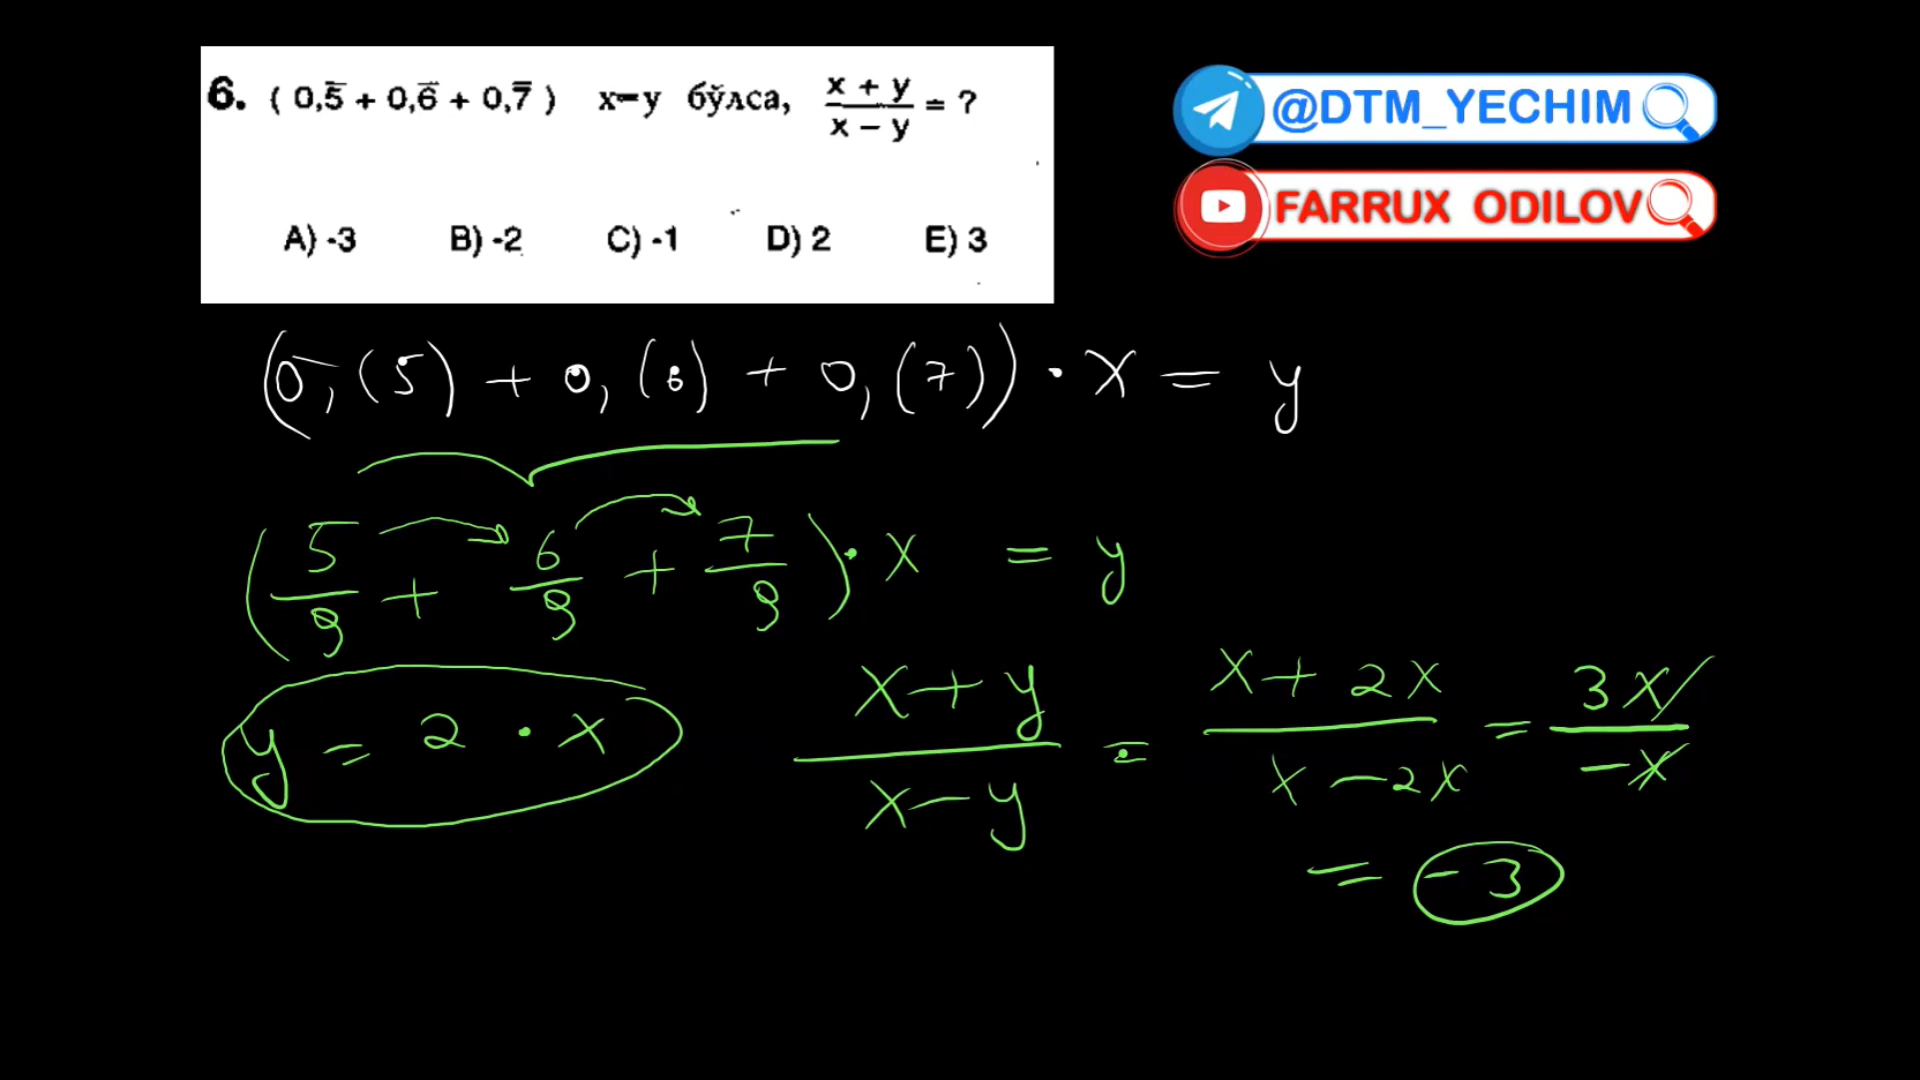 6. ( 0,5̅ + 0,6̅ + 0,7̅ ) x=y бўлса, (x + y)/(x − y) = ?
A) -3 B) -2 C) -1 D) 2 E) 3
@DTM_YECHIM
FARRUX ODILOV
(0,(5) + 0,(6) + 0,(7)) · x = y
(5/9 + 6/9 + 7/9) · x = y
y = 2 · x
(x+y)/(x−y) = (x+2x)/(x−2x) = 3x/−x
= −3